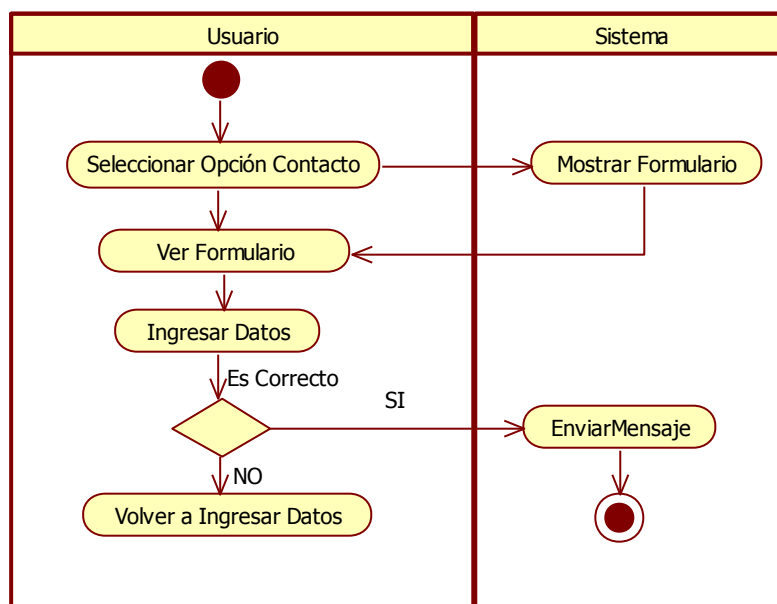 Usuario
Sistema
Seleccionar Opción Contacto
Mostrar Formulario
Ver Formulario
Ingresar Datos
Es Correcto
SI
EnviarMensaje
NO
Volver a Ingresar Datos